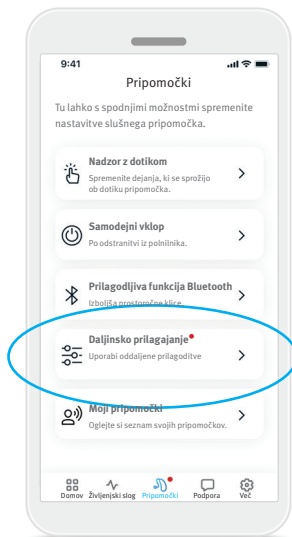 9:41
Pripomočki
Tu lahko s spodnjimi možnostmi spremenite
nastavitve slušnega pripomočka.
Nadzor z dotikom
Spremenite dejanja, ki se sprožijo
ob dotiku pripomočka.
Samodejni vklop
Po odstranitvi iz polnilnika.
Prilagodljiva funkcija Bluetooth
Izboljša prostoročne klice.
Daljinsko prilagajanje
Uporabi oddaljene prilagoditve
Moji pripomočki
Oglejte si seznam svojih pripomočkov.
Domov Življenjski slog Pripomočki Podpora Več